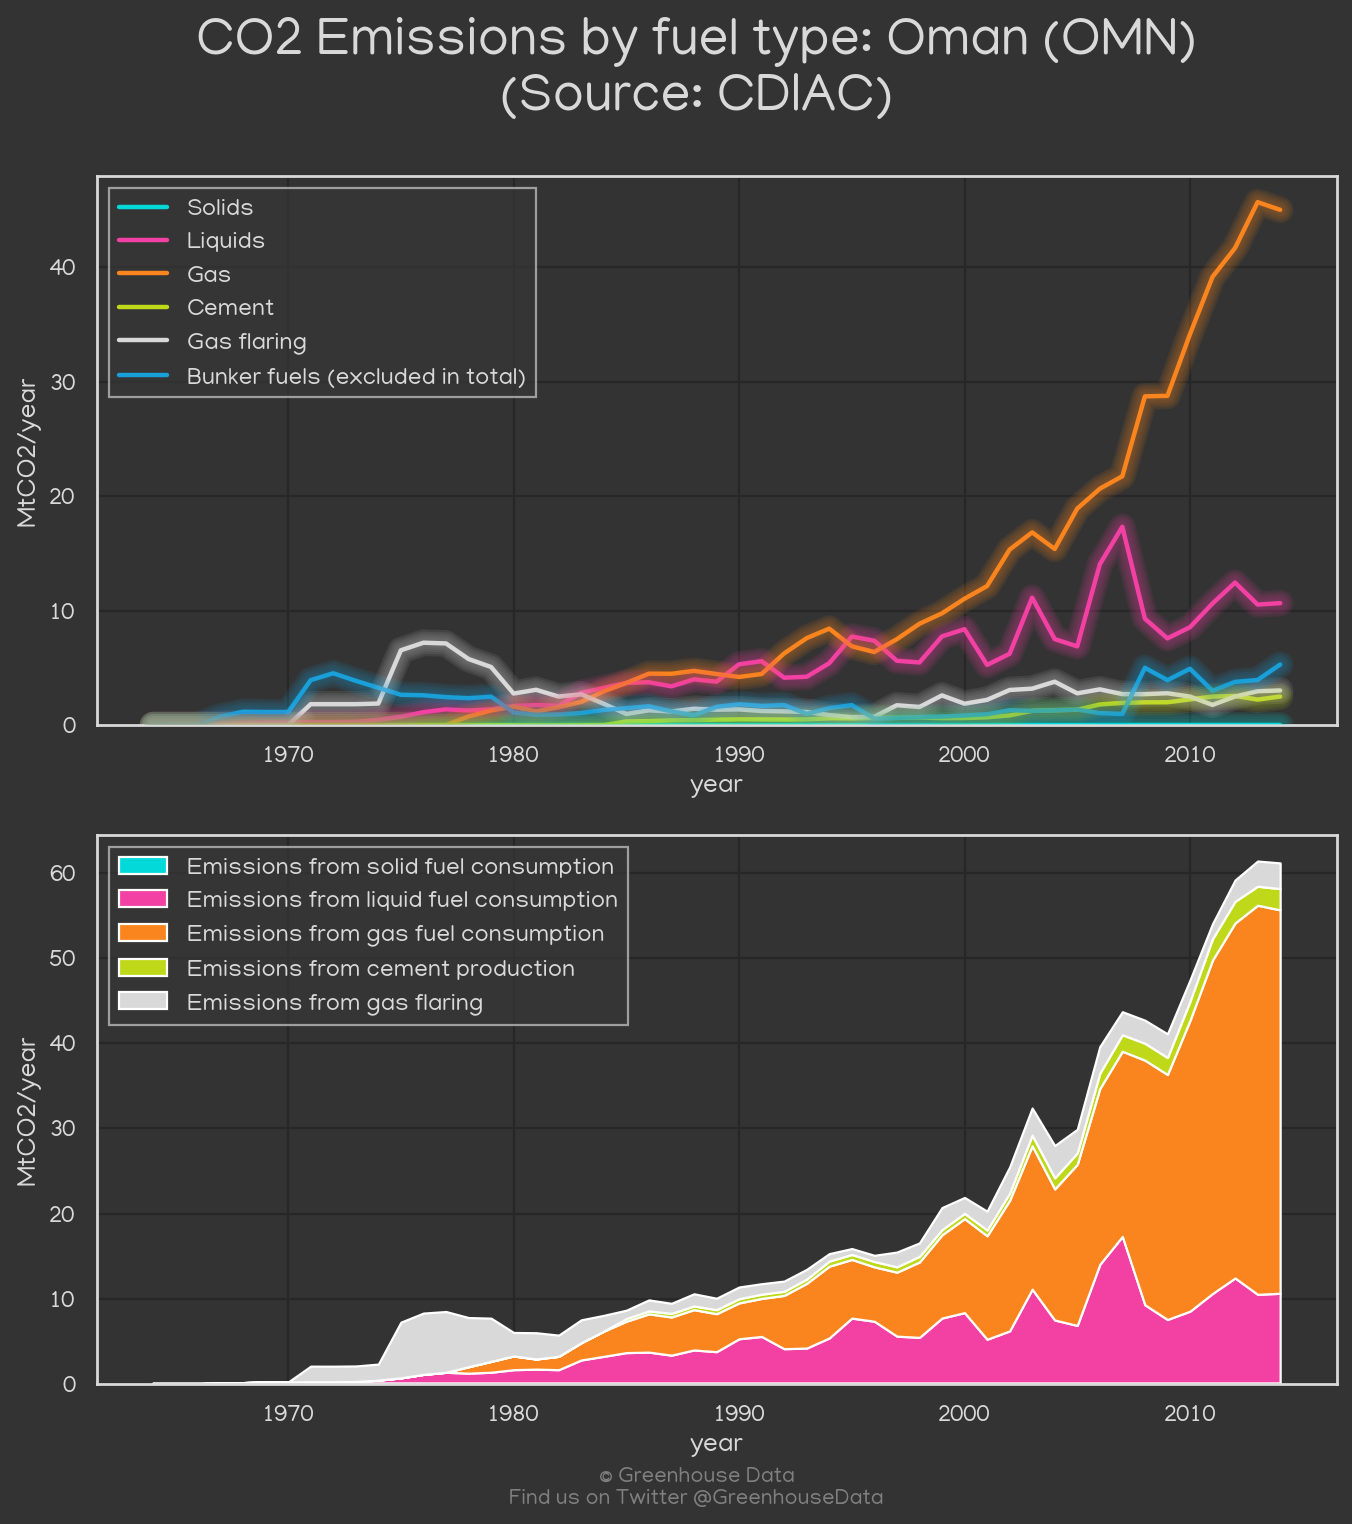 CO2 Emissions by fuel type: Oman (OMN)
(Source: CDIAC)
Solids
Liquids
Gas
Cement
Gas flaring
Bunker fuels (excluded in total)
MtCO2/year
40
30
20
10
0
1970 1980 1990 2000 2010
year
Emissions from solid fuel consumption
Emissions from liquid fuel consumption
Emissions from gas fuel consumption
Emissions from cement production
Emissions from gas flaring
MtCO2/year
60
50
40
30
20
10
0
1970 1980 1990 2000 2010
year
© Greenhouse Data
Find us on Twitter @GreenhouseData